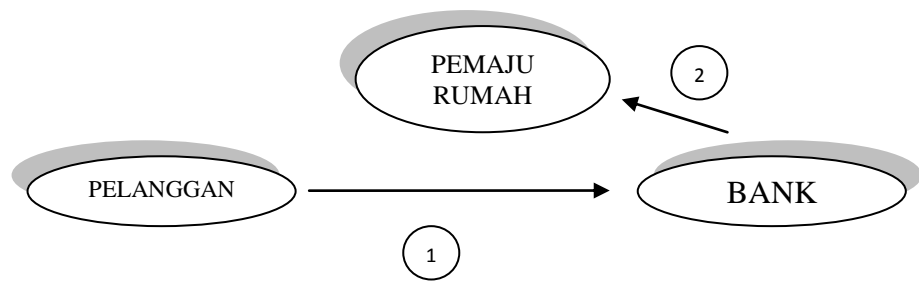 PEMAJU
RUMAH
2
PELANGGAN
BANK
1